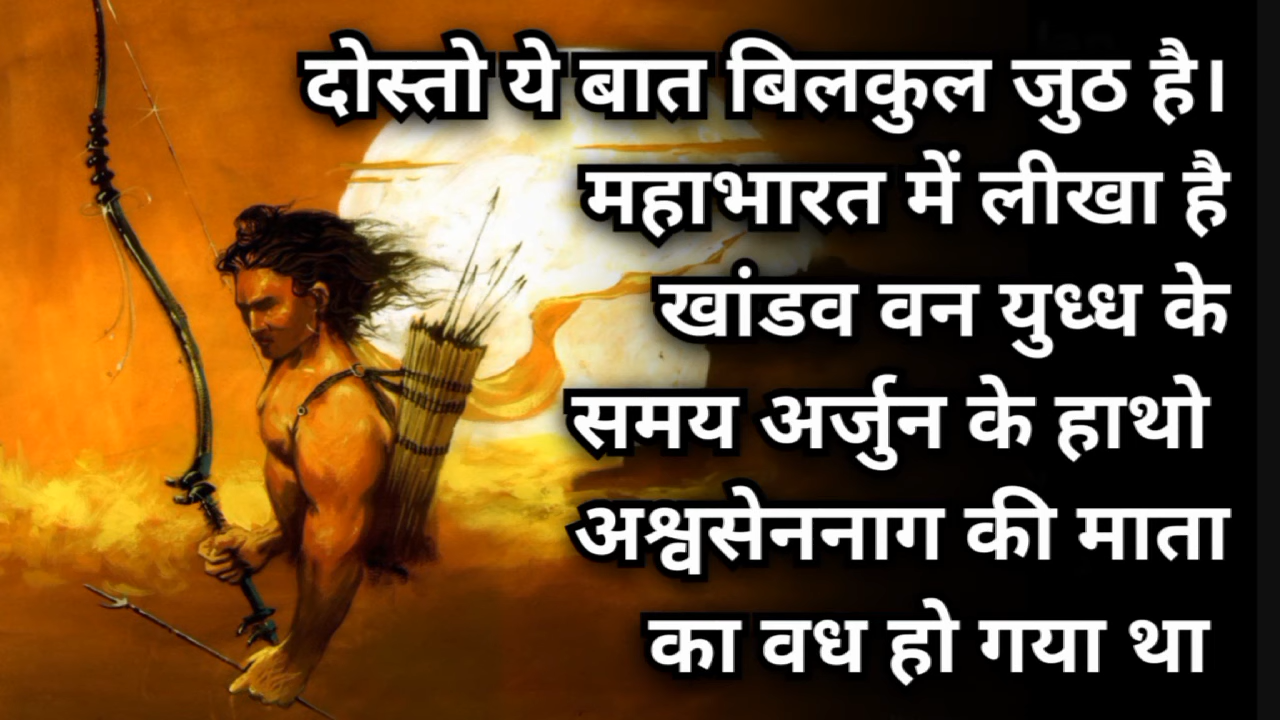 दोस्तो ये बात बिलकुल जुठ है।
महाभारत में लीखा है
खांडव वन युध्ध के
समय अर्जुन के हाथो
अश्वसेननाग की माता
का वध हो गया था